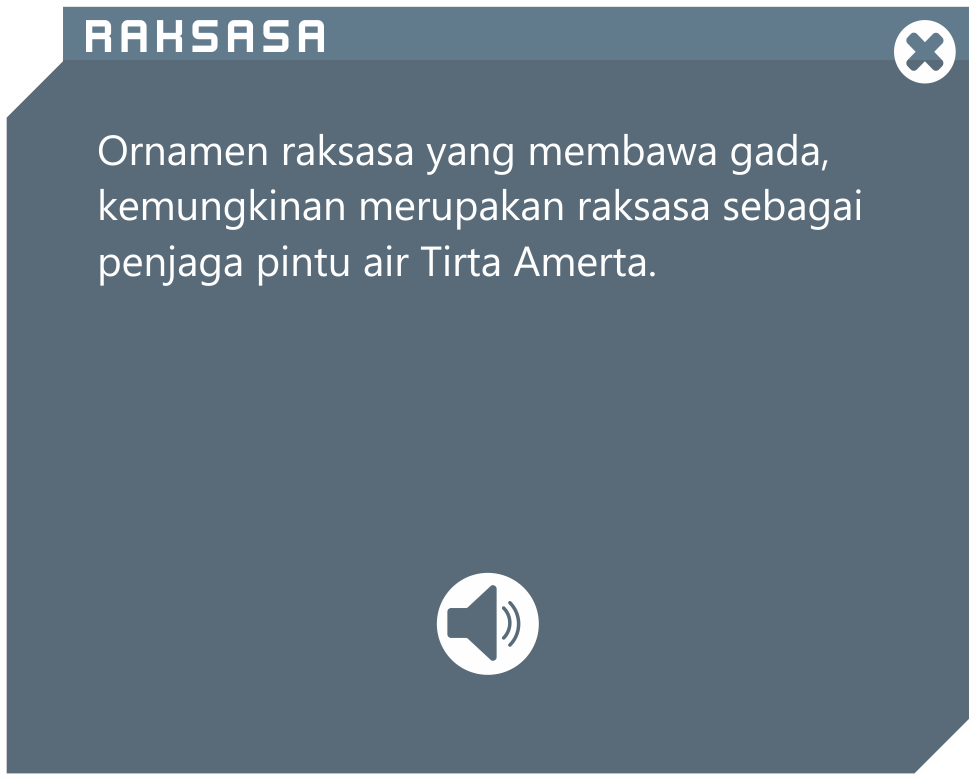 RAKSASA
Ornamen raksasa yang membawa gada,
kemungkinan merupakan raksasa sebagai
penjaga pintu air Tirta Amerta.